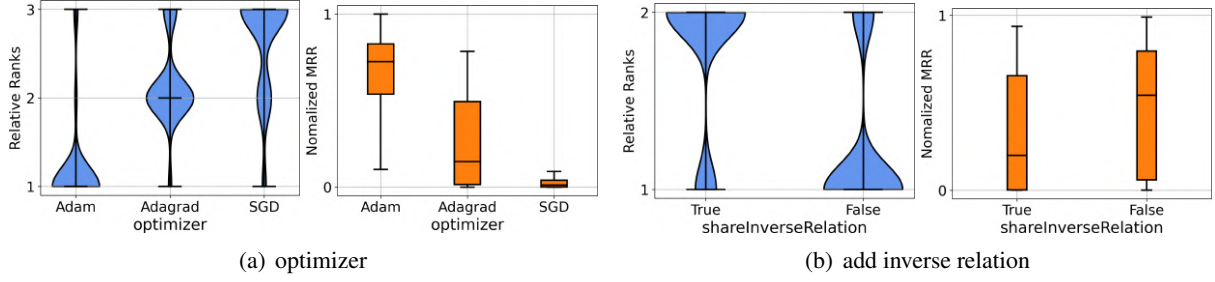 Relative Ranks
3
2
1
Adam
Adagrad
SGD
optimizer
Nomalized MRR
1
0
Adam
Adagrad
SGD
optimizer
(a) optimizer
Relative Ranks
2
1
True
False
shareInverseRelation
Nomalized MRR
1
0
True
False
shareInverseRelation
(b) add inverse relation